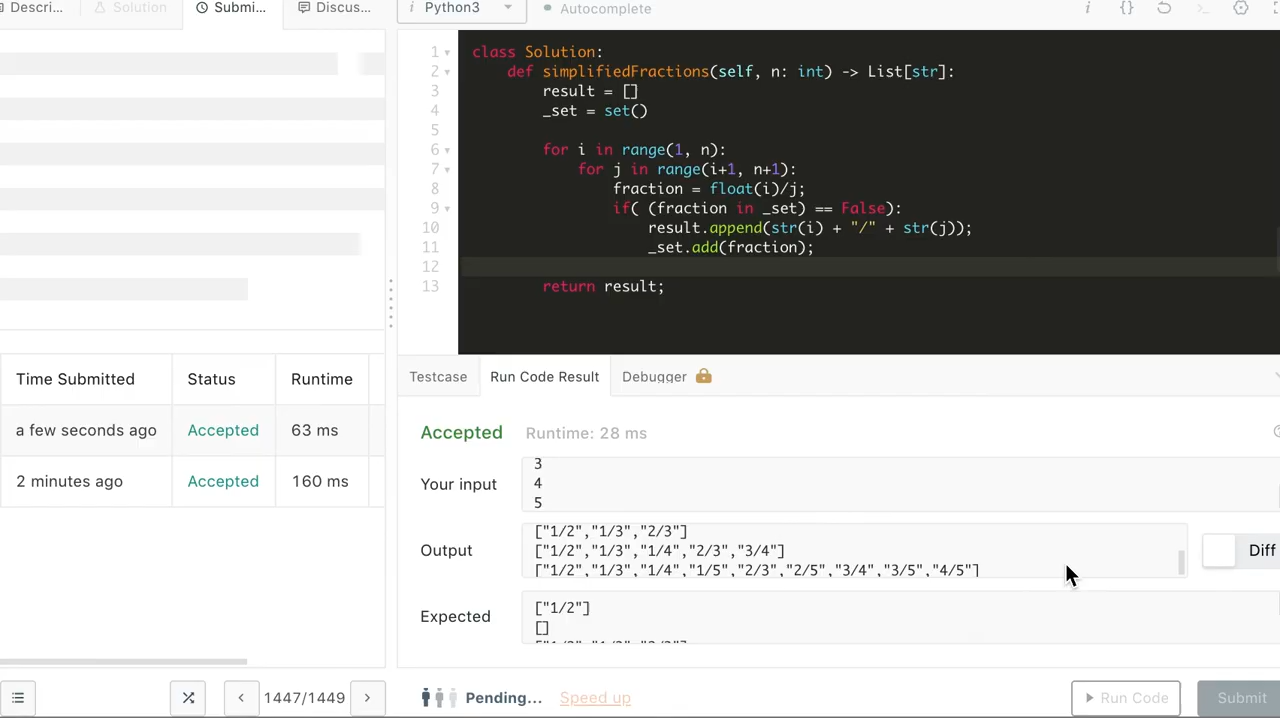 Descri...
Solution
Submi...
Discus...
i Python3
Autocomplete
i {}
1 class Solution:
2 def simplifiedFractions(self, n: int) -> List[str]:
3 result = []
4 _set = set()
5
6 for i in range(1, n):
7 for j in range(i+1, n+1):
8 fraction = float(i)/j;
9 if( (fraction in _set) == False):
10 result.append(str(i) + "/" + str(j));
11 _set.add(fraction);
12
13 return result;
Time Submitted Status Runtime
a few seconds ago Accepted 63 ms
2 minutes ago Accepted 160 ms
Testcase Run Code Result Debugger
Accepted Runtime: 28 ms
Your input
3
4
5
Output
["1/2","1/3","2/3"]
["1/2","1/3","1/4","2/3","3/4"]
["1/2","1/3","1/4","1/5","2/3","2/5","3/4","3/5","4/5"]
Diff
Expected
["1/2"]
[]
1447/1449
Pending... Speed up
Run Code
Submit